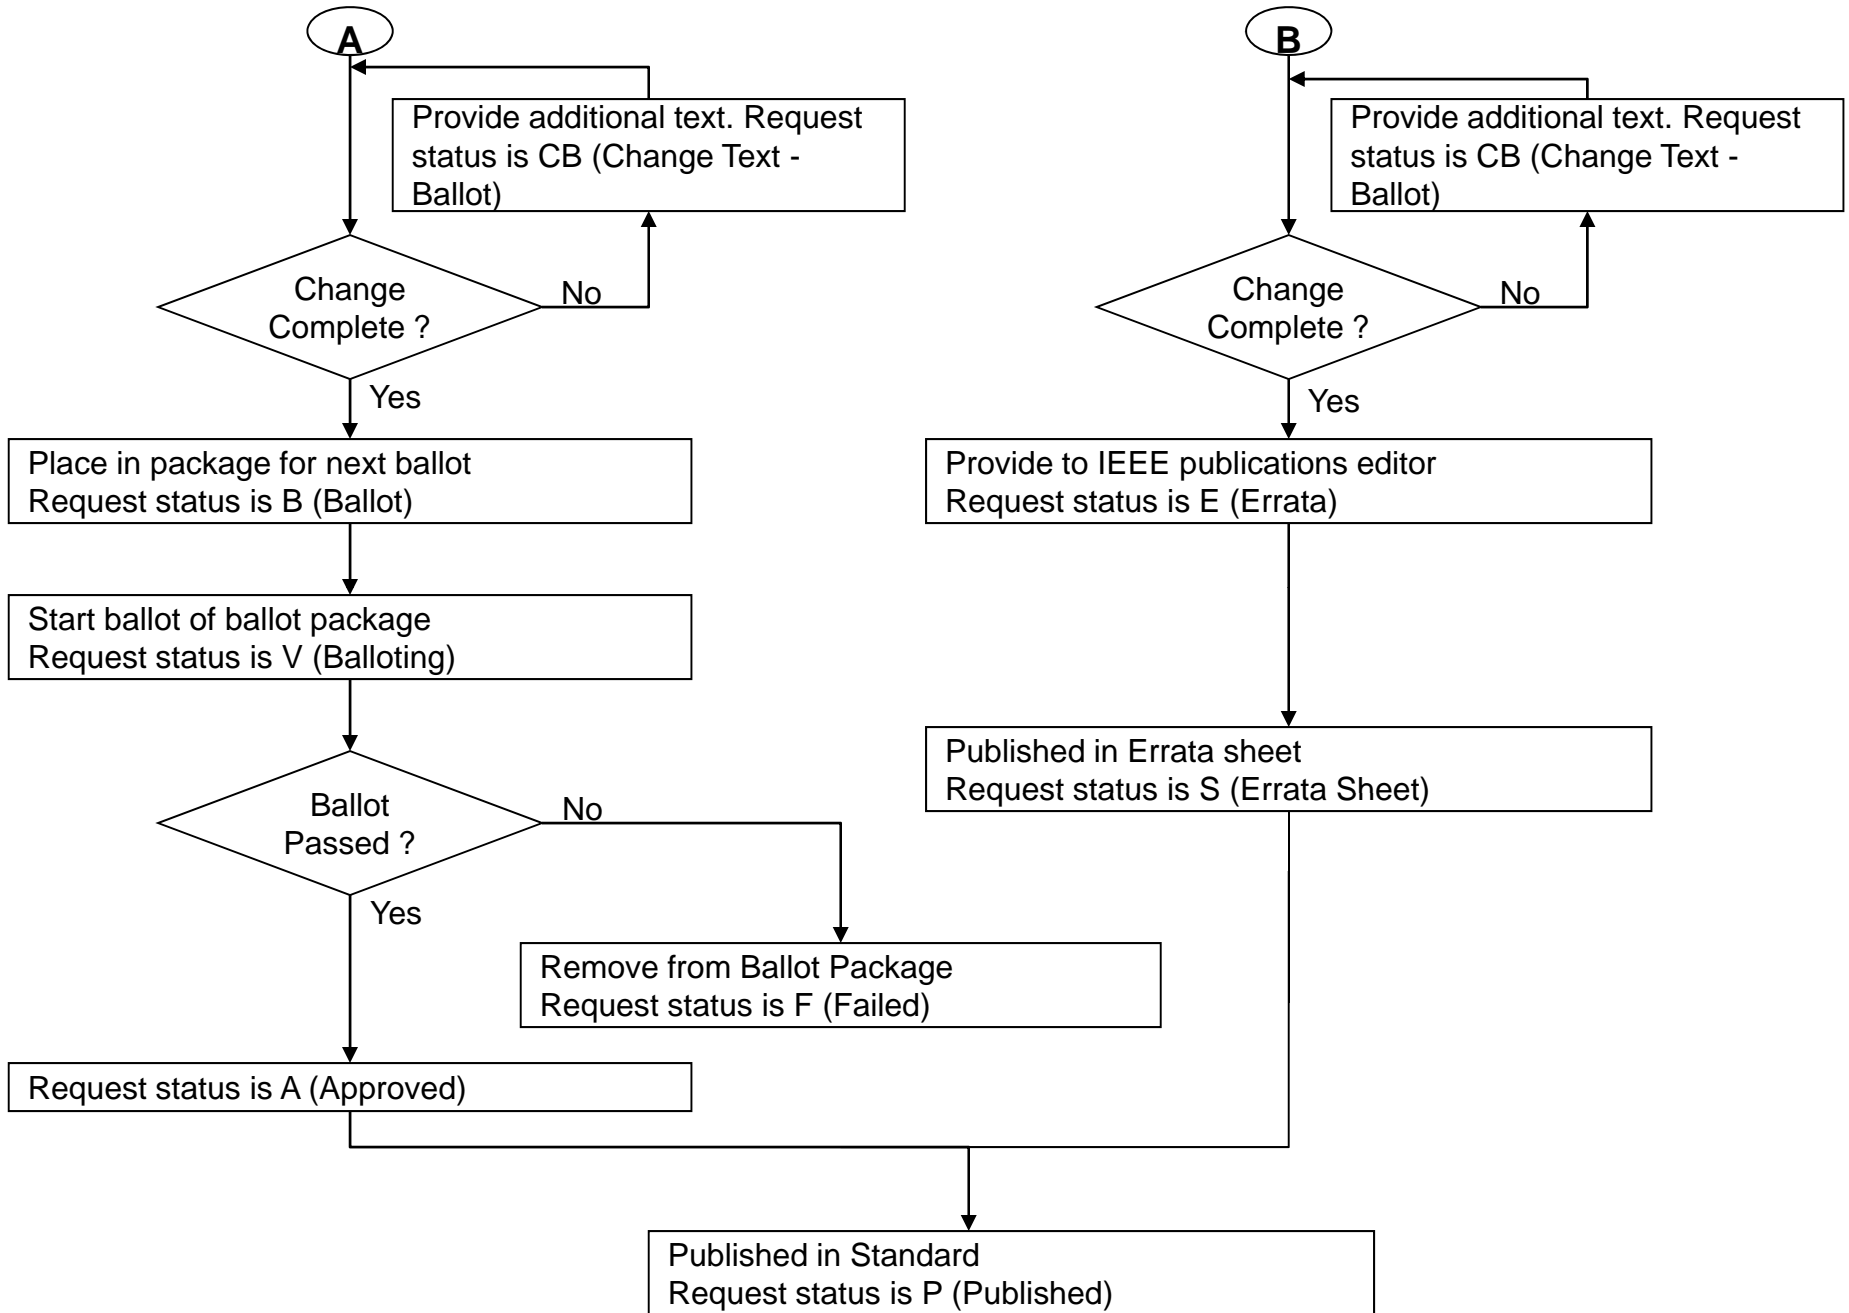 A
Provide additional text. Request
status is CB (Change Text -
Ballot)
Change
Complete ?
No
Yes
Place in package for next ballot
Request status is B (Ballot)
Start ballot of ballot package
Request status is V (Balloting)
Ballot
Passed ?
No
Yes
Remove from Ballot Package
Request status is F (Failed)
Request status is A (Approved)
B
Provide additional text. Request
status is CB (Change Text -
Ballot)
Change
Complete ?
No
Yes
Provide to IEEE publications editor
Request status is E (Errata)
Published in Errata sheet
Request status is S (Errata Sheet)
Published in Standard
Request status is P (Published)